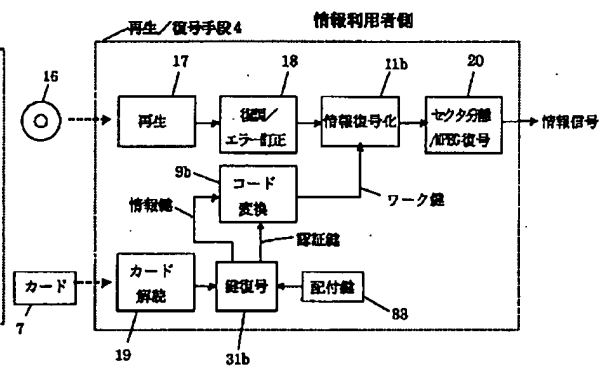 情報利用者側
再生/復号手段4
16
17
18
11b
20
再生
復調/
エラー訂正
情報復号化
セクタ分離
/MPEG復号
情報信号
9b
コード
変換
情報鍵
ワーク鍵
認証鍵
カード
7
カード
解読
19
鍵復号
31b
配付鍵
33